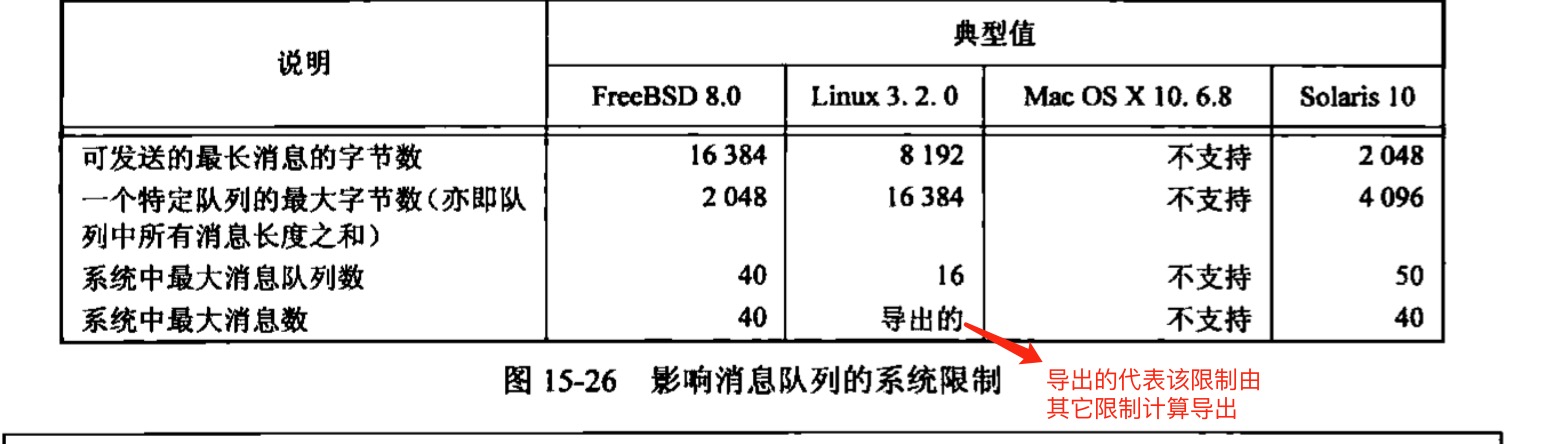 说明
典型值
FreeBSD 8.0 Linux 3.2.0 Mac OS X 10.6.8 Solaris 10
可发送的最长消息的字节数 16 384 8 192 不支持 2 048
一个特定队列的最大字节数(亦即队 2 048 16 384 不支持 4 096
列中所有消息长度之和)
系统中最大消息队列数 40 16 不支持 50
系统中最大消息数 40 导出的 不支持 40
图 15-26 影响消息队列的系统限制
导出的代表该限制由
其它限制计算导出